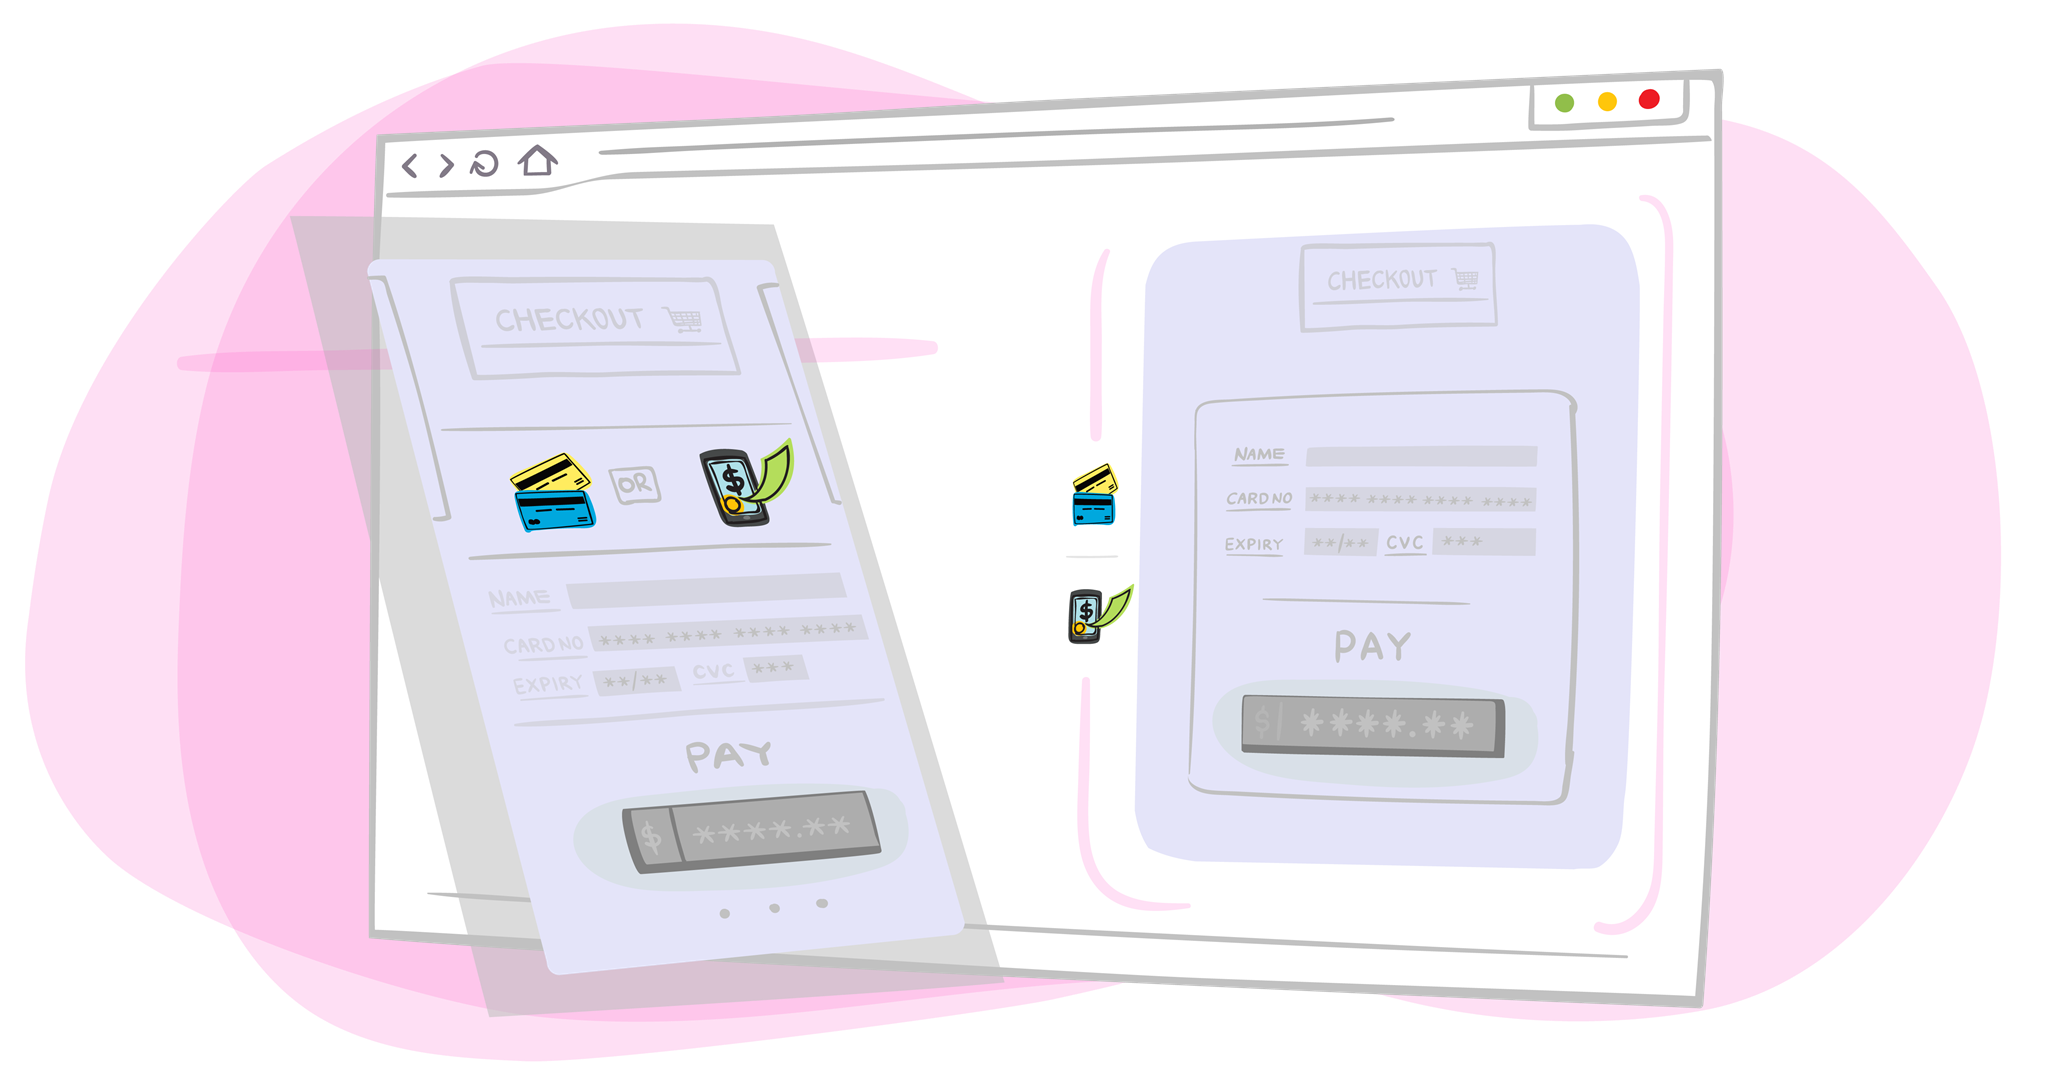 CHECKOUT
OR
$
NAME
CARD NO **** **** **** ****
EXPIRY **/** CVC ***
PAY
$ ****.**
CHECKOUT
$
NAME
CARD NO **** **** **** ****
EXPIRY **/** CVC ***
PAY
$ ****.**